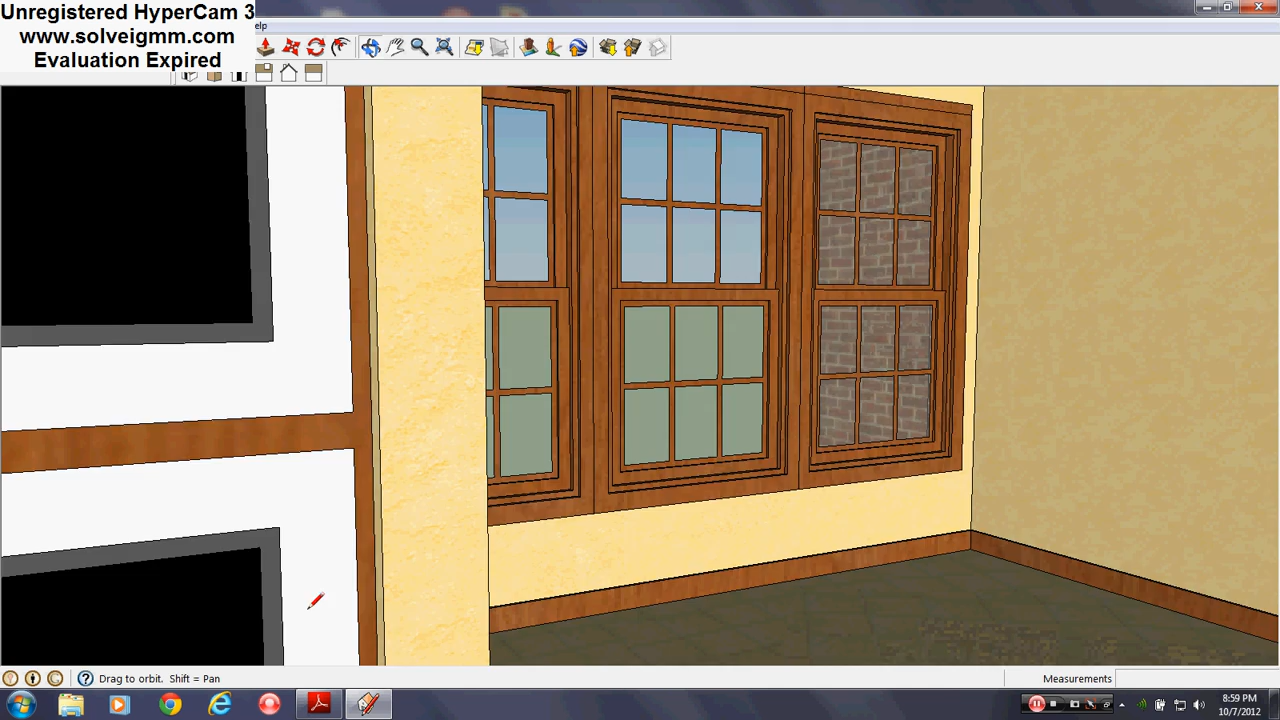 Unregistered HyperCam 3
www.solveigmm.com
Evaluation Expired
elp
Drag to orbit. Shift = Pan
Measurements
8:59 PM
10/7/2012